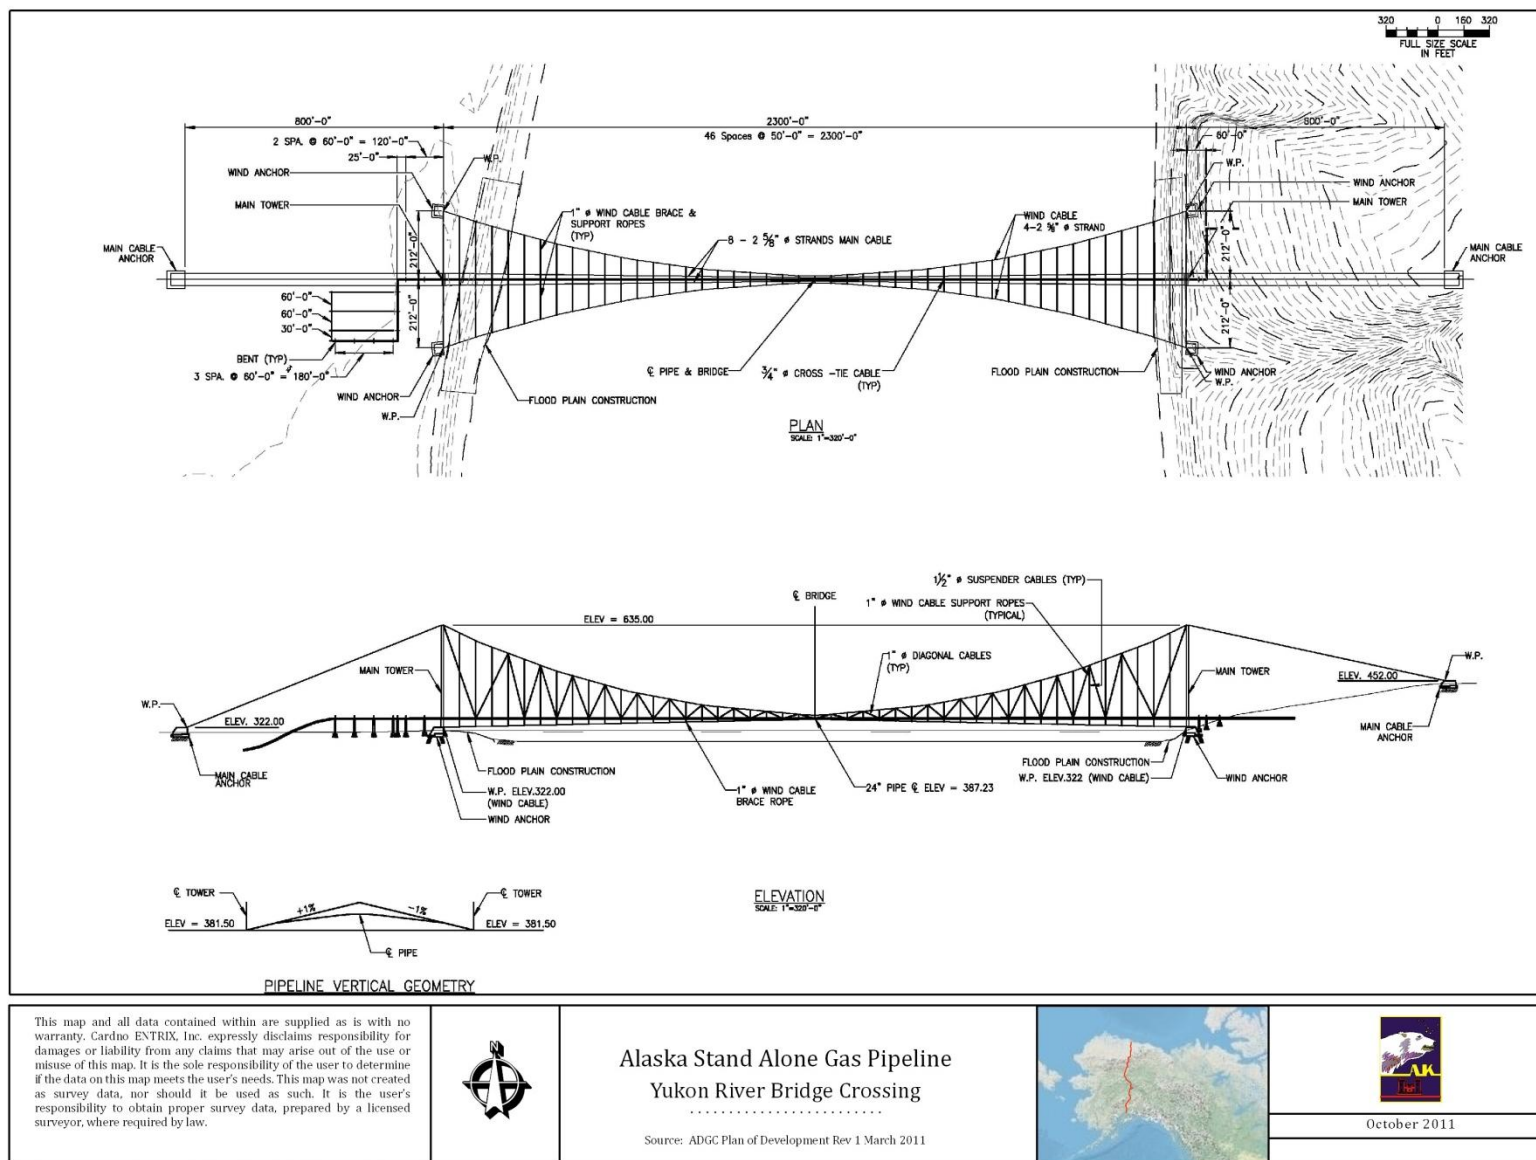 320 0 160 320
FULL SIZE SCALE
IN FEET
800'-0"
2300'-0"
800'-0"
2 SPA. @ 60'-0" = 120'-0"
46 Spaces @ 50'-0" = 2300'-0"
60'-0"
25'-0"
W.P.
W.P.
WIND ANCHOR
WIND ANCHOR
MAIN TOWER
MAIN TOWER
1" ø WIND CABLE BRACE &
SUPPORT ROPES
(TYP)
WIND CABLE
4-2 ⅝" ø STRAND
8 - 2 ⅝" ø STRANDS MAIN CABLE
MAIN CABLE
ANCHOR
MAIN CABLE
ANCHOR
212'-0"
212'-0"
212'-0"
212'-0"
60'-0"
60'-0"
30'-0"
BENT (TYP)
3 SPA. @ 60'-0" = 180'-0"
℄ PIPE & BRIDGE
¾" ø CROSS -TIE CABLE
(TYP)
FLOOD PLAIN CONSTRUCTION
WIND ANCHOR
W.P.
WIND ANCHOR
W.P.
FLOOD PLAIN CONSTRUCTION
PLAN
SCALE: 1"=320'-0"
1½" ø SUSPENDER CABLES (TYP)
℄ BRIDGE
1" ø WIND CABLE SUPPORT ROPES
(TYPICAL)
ELEV = 635.00
1" ø DIAGONAL CABLES
(TYP)
MAIN TOWER
MAIN TOWER
W.P.
ELEV. 452.00
W.P.
ELEV. 322.00
MAIN CABLE
ANCHOR
MAIN CABLE
ANCHOR
FLOOD PLAIN CONSTRUCTION
FLOOD PLAIN CONSTRUCTION
W.P. ELEV.322 (WIND CABLE)
WIND ANCHOR
W.P. ELEV.322.00
(WIND CABLE)
WIND ANCHOR
1" ø WIND CABLE
BRACE ROPE
24" PIPE ℄ ELEV = 387.23
ELEVATION
SCALE: 1"=320'-0"
℄ TOWER
℄ TOWER
+1%
-1%
ELEV = 381.50
ELEV = 381.50
℄ PIPE
PIPELINE VERTICAL GEOMETRY
This map and all data contained within are supplied as is with no
warranty. Cardno ENTRIX, Inc. expressly disclaims responsibility for
damages or liability from any claims that may arise out of the use or
misuse of this map. It is the sole responsibility of the user to determine
if the data on this map meets the user's needs. This map was not created
as survey data, nor should it be used as such. It is the user's
responsibility to obtain proper survey data, prepared by a licensed
surveyor, where required by law.
Alaska Stand Alone Gas Pipeline
Yukon River Bridge Crossing
Source: ADGC Plan of Development Rev 1 March 2011
AK
October 2011